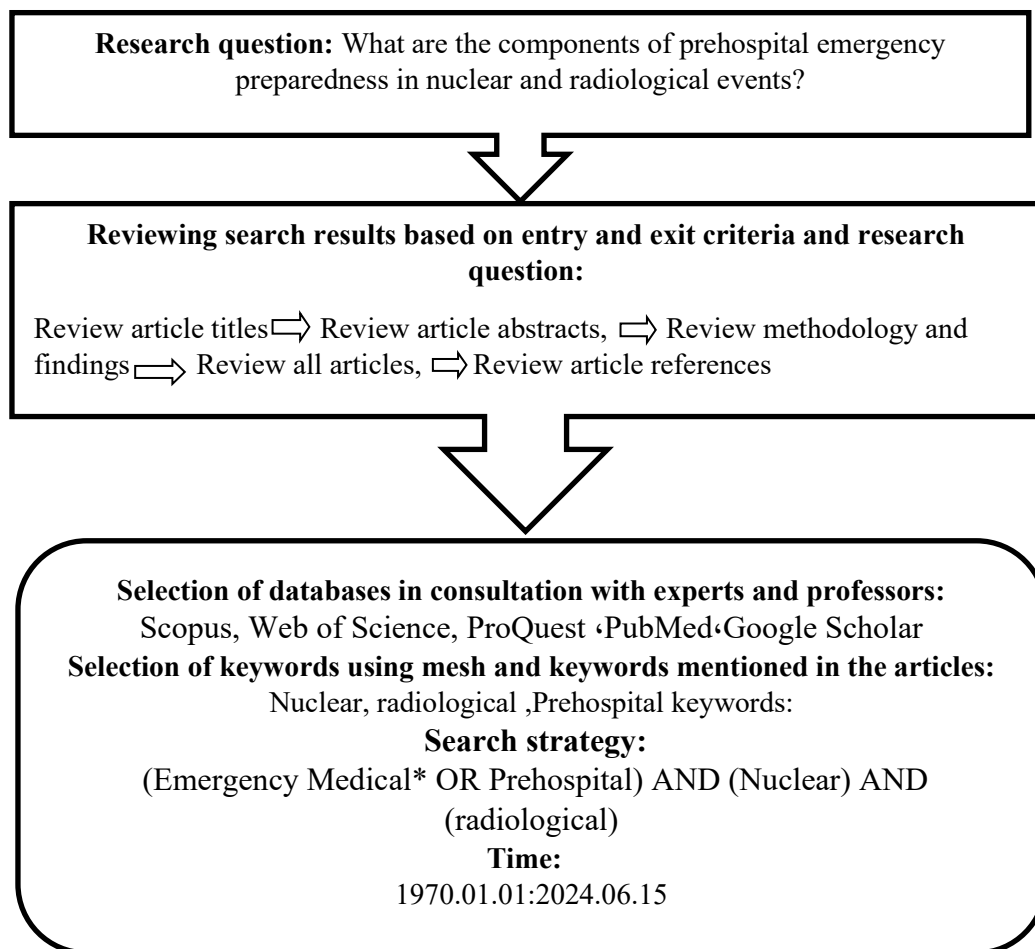 Research question: What are the components of prehospital emergency
preparedness in nuclear and radiological events?
Reviewing search results based on entry and exit criteria and research
question:
Review article titles Review article abstracts, Review methodology and
findings Review all articles, Review article references
Selection of databases in consultation with experts and professors:
Scopus, Web of Science, ProQuest ،PubMed،Google Scholar
Selection of keywords using mesh and keywords mentioned in the articles:
Nuclear, radiological ,Prehospital keywords:
Search strategy:
(Emergency Medical* OR Prehospital) AND (Nuclear) AND
(radiological)
Time:
1970.01.01:2024.06.15